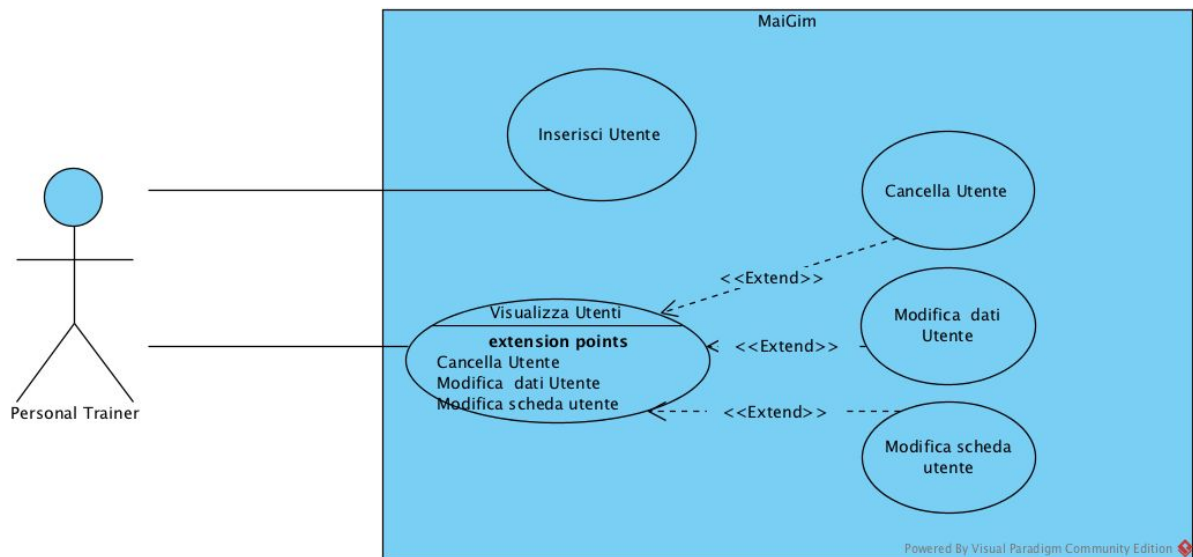 MaiGim
Inserisci Utente
Cancella Utente
<<Extend>>
Visualizza Utenti
extension points
Cancella Utente
Modifica dati Utente
Modifica scheda utente
Modifica dati
Utente
<<Extend>>
<<Extend>>
Modifica scheda
utente
Personal Trainer
Powered By Visual Paradigm Community Edition